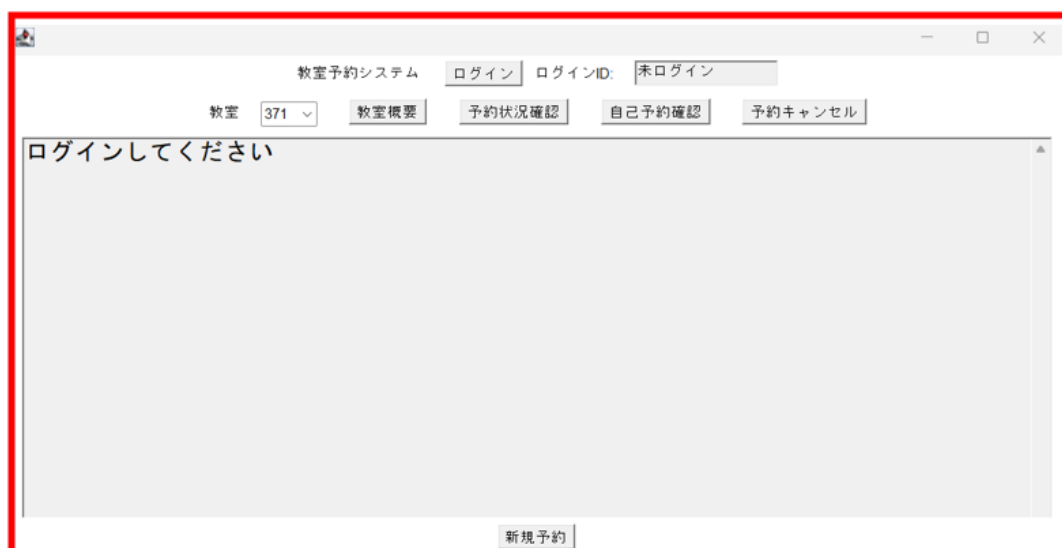 教室予約システム ログイン ログインID: 未ログイン
教室 371 教室概要 予約状況確認 自己予約確認 予約キャンセル
ログインしてください
新規予約